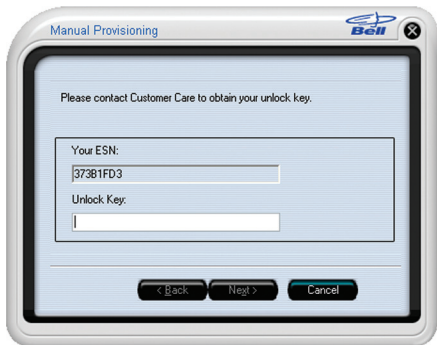 Manual Provisioning
Bell
Please contact Customer Care to obtain your unlock key.
Your ESN:
373B1FD3
Unlock Key:
< Back Next > Cancel